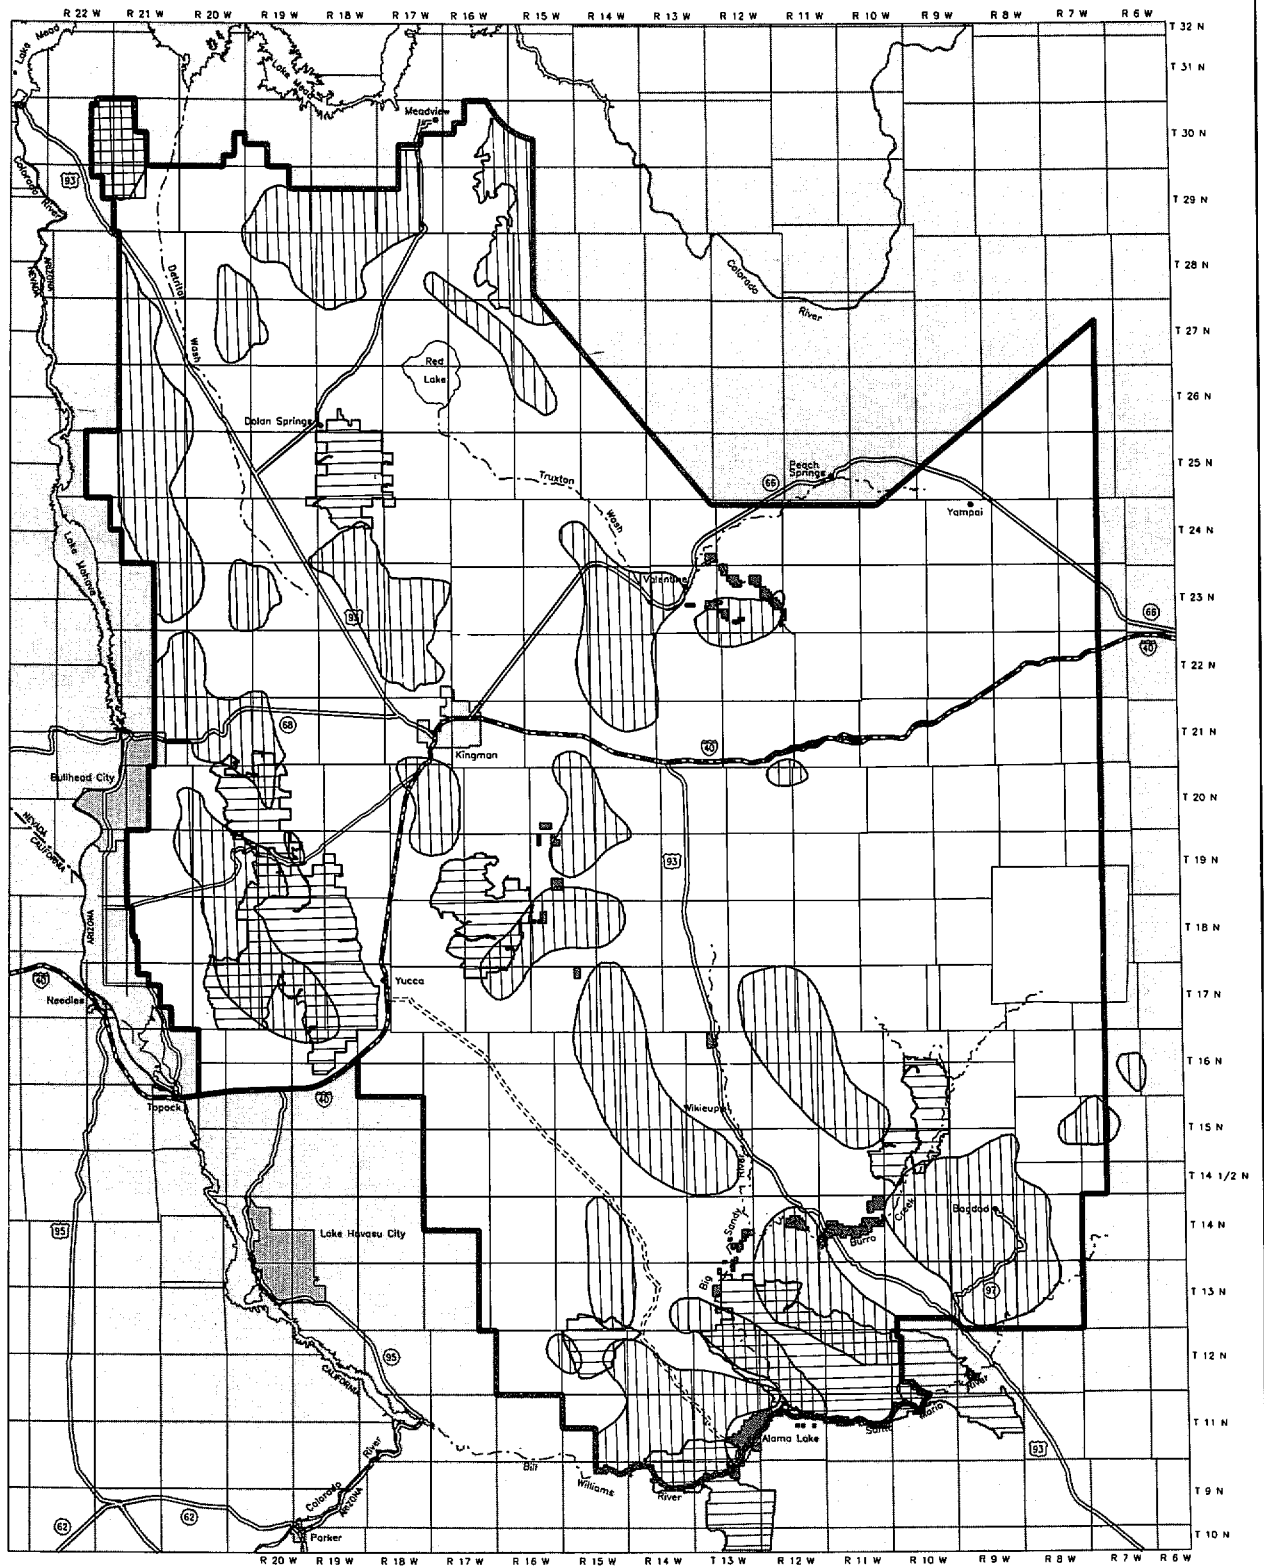 R 22 W R 21 W R 20 W R 19 W R 18 W R 17 W R 16 W R 15 W R 14 W R 13 W R 12 W R 11 W R 10 W R 9 W R 8 W R 7 W R 6 W
T 32 N
Lake Mead
Lake Mead
T 31 N
Meadview
T 30 N
93
Colorado River
T 29 N
ARIZONA
NEVADA
Detrital
Wash
Colorado
River
T 28 N
T 27 N
Red
Lake
T 26 N
Dolan Springs
Peach
Springs
T 25 N
Truxton
Wash
66
Yampai
T 24 N
Lake Mohave
Valentine
T 23 N
93
66
40
T 22 N
68
T 21 N
Kingman
40
Bullhead City
T 20 N
NEVADA
CALIFORNIA
93
T 19 N
ARIZONA
T 18 N
40
Yucca
Needles
T 17 N
T 16 N
40
Topock
Wikieup
T 15 N
River
T 14 1/2 N
Sandy
Creek
Bagdad
95
T 14 N
Lake Havasu City
Burro
Big
97
T 13 N
95
T 12 N
CALIFORNIA
River
Maria
Santa
T 11 N
Alama Lake
River
93
Bill
Williams
River
Colorado
ARIZONA
T 9 N
62
62
Parker
T 10 N
R 20 W R 19 W R 18 W R 17 W R 16 W R 15 W R 14 W T 13 W R 12 W R 11 W R 10 W R 9 W R 8 W R 7 W R 6 W